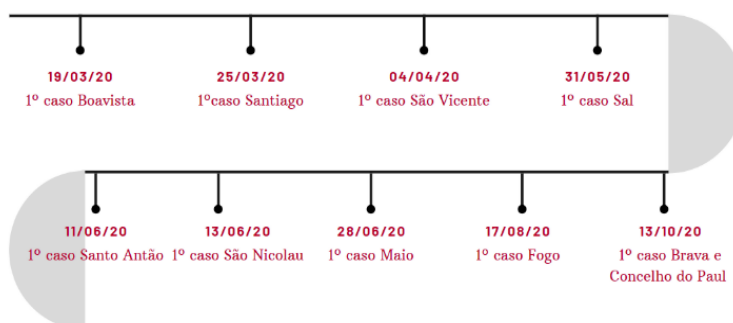 19/03/20
1º caso Boavista
25/03/20
1ºcaso Santiago
04/04/20
1º caso São Vicente
31/05/20
1º caso Sal
11/06/20
1º caso Santo Antão
13/06/20
1º caso São Nicolau
28/06/20
1º caso Maio
17/08/20
1º caso Fogo
13/10/20
1º caso Brava e
Concelho do Paul